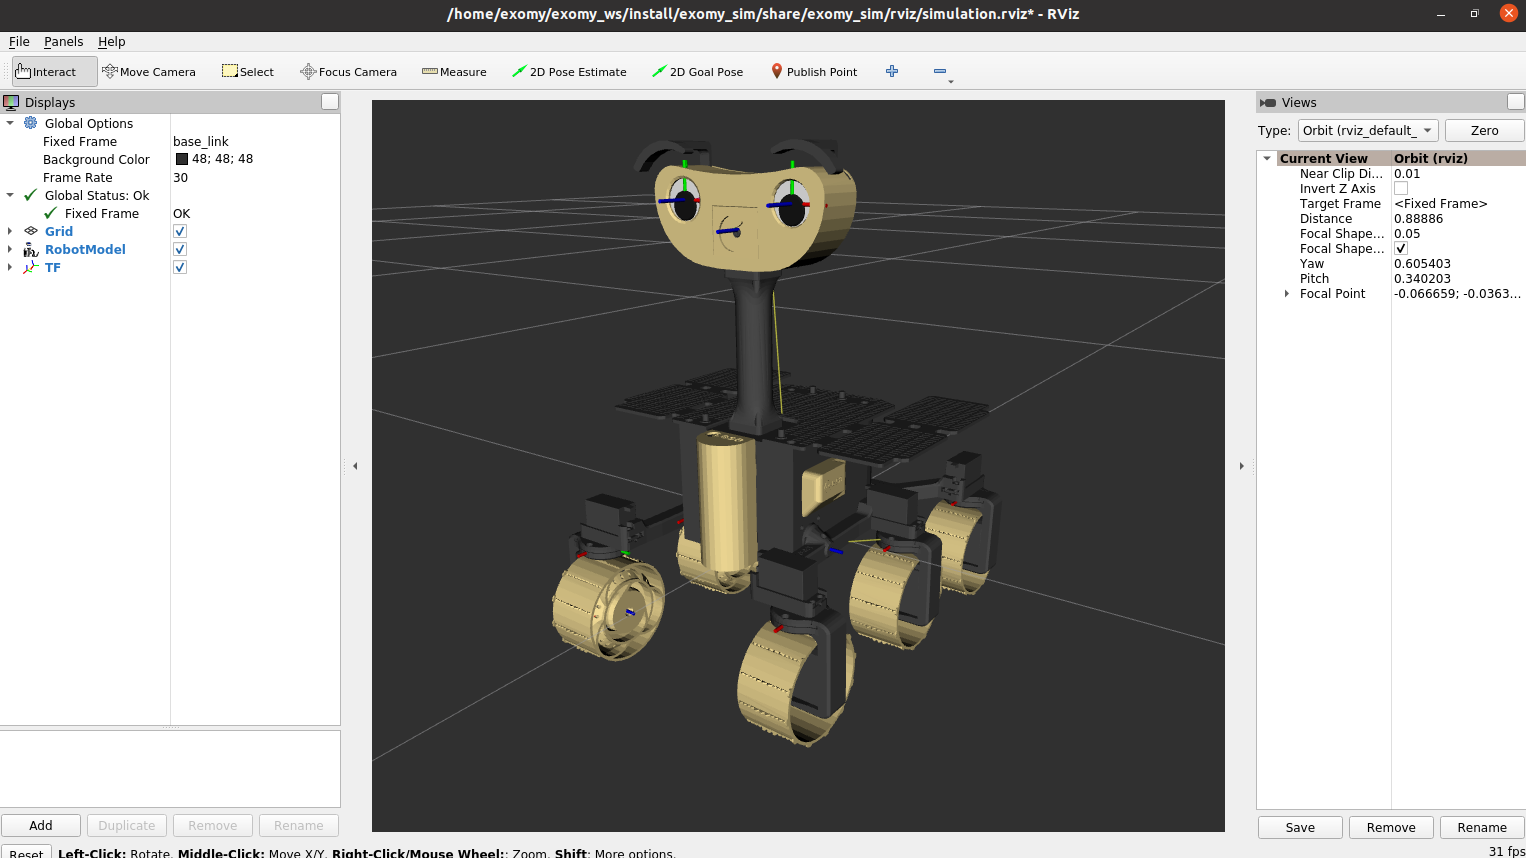 /home/exomy/exomy_ws/install/exomy_sim/share/exomy_sim/rviz/simulation.rviz* - RViz
File Panels Help
Interact Move Camera Select Focus Camera Measure 2D Pose Estimate 2D Goal Pose Publish Point
Displays
Global Options
Fixed Frame base_link
Background Color 48; 48; 48
Frame Rate 30
Global Status: Ok
Fixed Frame OK
Grid
RobotModel
TF
Add Duplicate Remove Rename
Views
Type: Orbit (rviz_default_ Zero
Current View Orbit (rviz)
Near Clip Di... 0.01
Invert Z Axis
Target Frame <Fixed Frame>
Distance 0.88886
Focal Shape... 0.05
Focal Shape...
Yaw 0.605403
Pitch 0.340203
Focal Point -0.066659; -0.0363...
Save Remove Rename
Reset Left-Click: Rotate. Middle-Click: Move X/Y. Right-Click/Mouse Wheel:: Zoom. Shift: More options. 31 fps